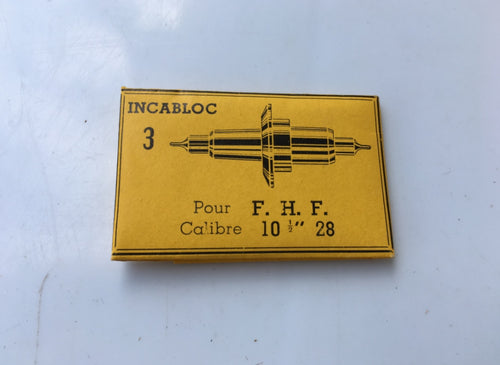 INCABLOC
3
Pour F. H. F.
Calibre 10 ½''' 28